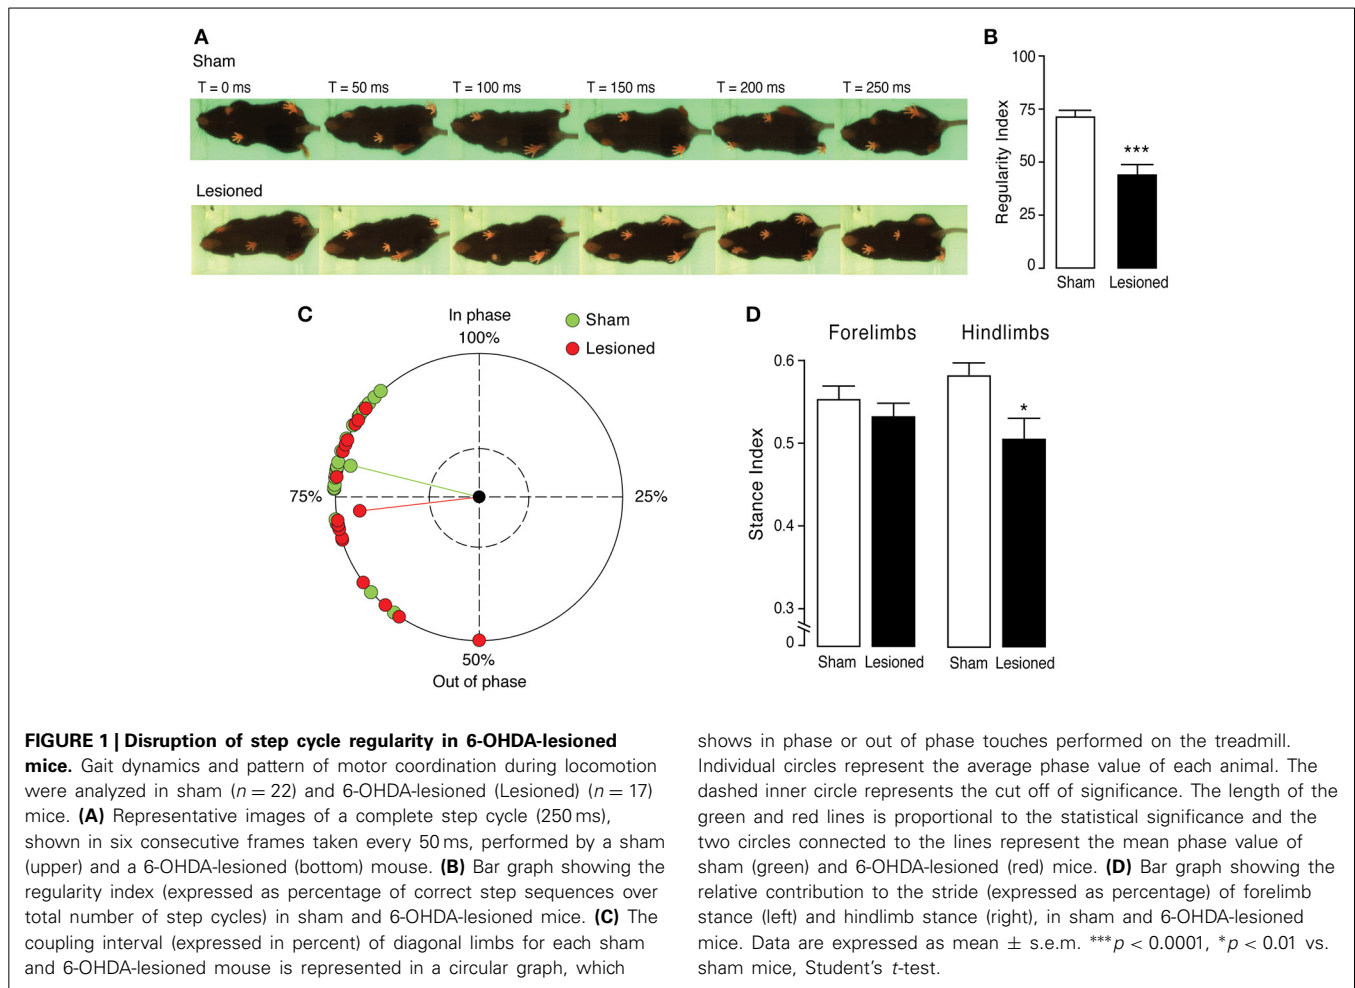 A
Sham
T = 0 ms T = 50 ms T = 100 ms T = 150 ms T = 200 ms T = 250 ms
Lesioned
B
100
75
50
25
0
Regularity Index
***
Sham Lesioned
C
In phase
100%
Sham
Lesioned
75%
25%
50%
Out of phase
D
Forelimbs Hindlimbs
0.6
0.5
0.4
0.3
0
Stance Index
*
Sham Lesioned Sham Lesioned
FIGURE 1 | Disruption of step cycle regularity in 6-OHDA-lesioned
mice. Gait dynamics and pattern of motor coordination during locomotion
were analyzed in sham (n = 22) and 6-OHDA-lesioned (Lesioned) (n = 17)
mice. (A) Representative images of a complete step cycle (250 ms),
shown in six consecutive frames taken every 50 ms, performed by a sham
(upper) and a 6-OHDA-lesioned (bottom) mouse. (B) Bar graph showing the
regularity index (expressed as percentage of correct step sequences over
total number of step cycles) in sham and 6-OHDA-lesioned mice. (C) The
coupling interval (expressed in percent) of diagonal limbs for each sham
and 6-OHDA-lesioned mouse is represented in a circular graph, which
shows in phase or out of phase touches performed on the treadmill.
Individual circles represent the average phase value of each animal. The
dashed inner circle represents the cut off of significance. The length of the
green and red lines is proportional to the statistical significance and the
two circles connected to the lines represent the mean phase value of
sham (green) and 6-OHDA-lesioned (red) mice. (D) Bar graph showing the
relative contribution to the stride (expressed as percentage) of forelimb
stance (left) and hindlimb stance (right), in sham and 6-OHDA-lesioned
mice. Data are expressed as mean ± s.e.m. ***p < 0.0001, *p < 0.01 vs.
sham mice, Student's t-test.